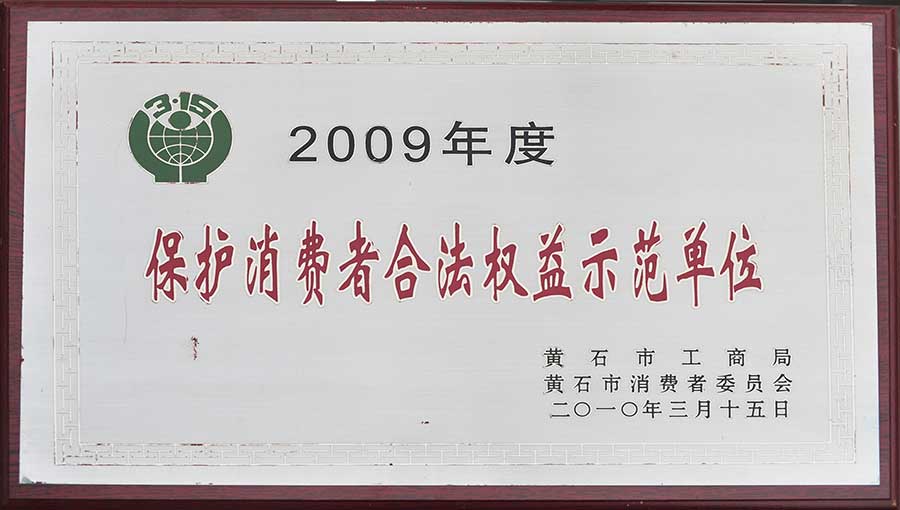 3·15
2009年度
保护消费者合法权益示范单位
黄石市工商局
黄石市消费者委员会
二〇一〇年三月十五日